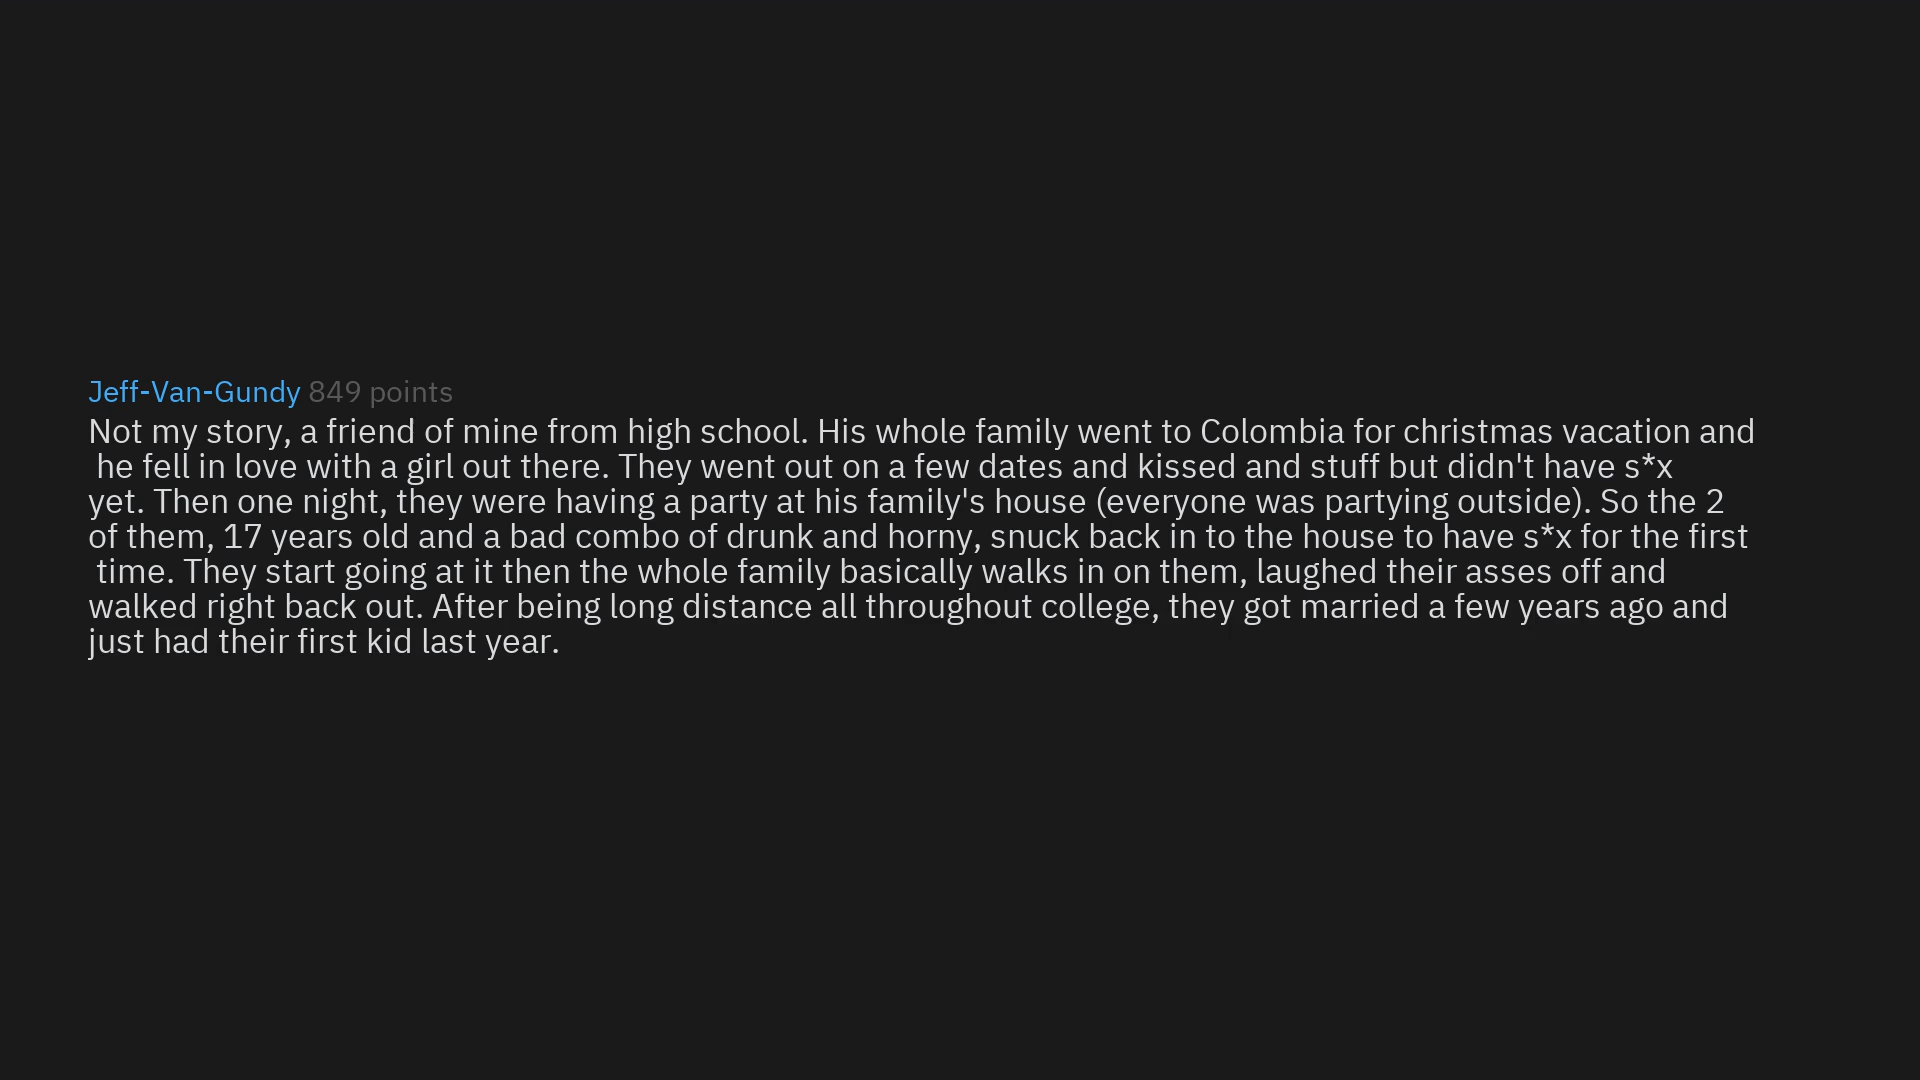 Jeff-Van-Gundy 849 points
Not my story, a friend of mine from high school. His whole family went to Colombia for christmas vacation and
he fell in love with a girl out there. They went out on a few dates and kissed and stuff but didn't have s*x
yet. Then one night, they were having a party at his family's house (everyone was partying outside). So the 2
of them, 17 years old and a bad combo of drunk and horny, snuck back in to the house to have s*x for the first
time. They start going at it then the whole family basically walks in on them, laughed their asses off and
walked right back out. After being long distance all throughout college, they got married a few years ago and
just had their first kid last year.